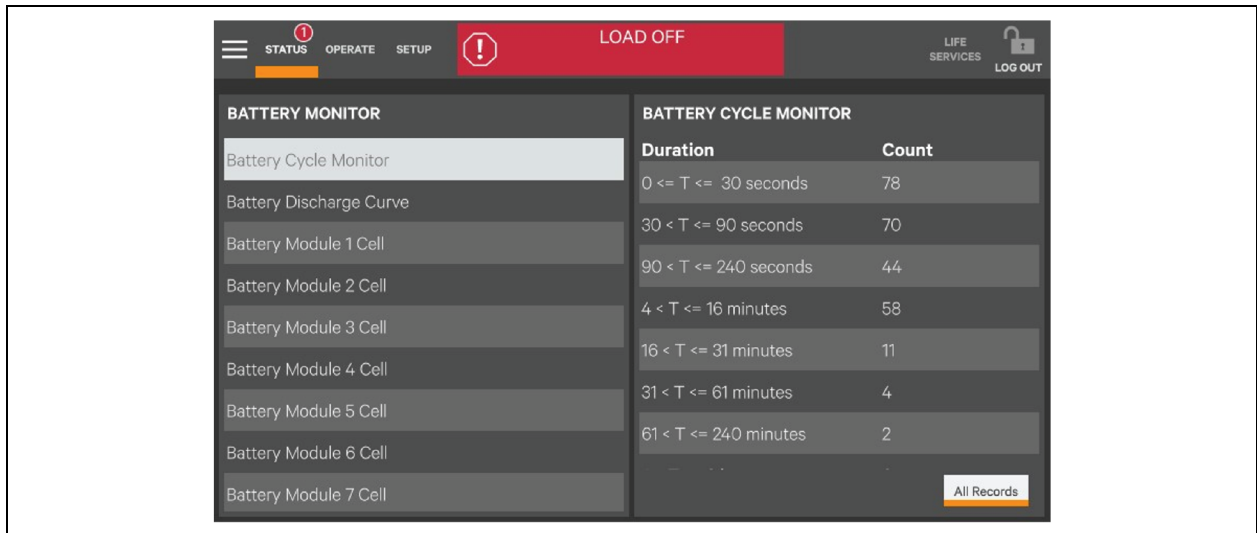 1
STATUS OPERATE SETUP
!
LOAD OFF
LIFE
SERVICES
LOG OUT
BATTERY MONITOR
Battery Cycle Monitor
Battery Discharge Curve
Battery Module 1 Cell
Battery Module 2 Cell
Battery Module 3 Cell
Battery Module 4 Cell
Battery Module 5 Cell
Battery Module 6 Cell
Battery Module 7 Cell
BATTERY CYCLE MONITOR
Duration Count
0 <= T <= 30 seconds 78
30 < T <= 90 seconds 70
90 < T <= 240 seconds 44
4 < T <= 16 minutes 58
16 < T <= 31 minutes 11
31 < T <= 61 minutes 4
61 < T <= 240 minutes 2
All Records